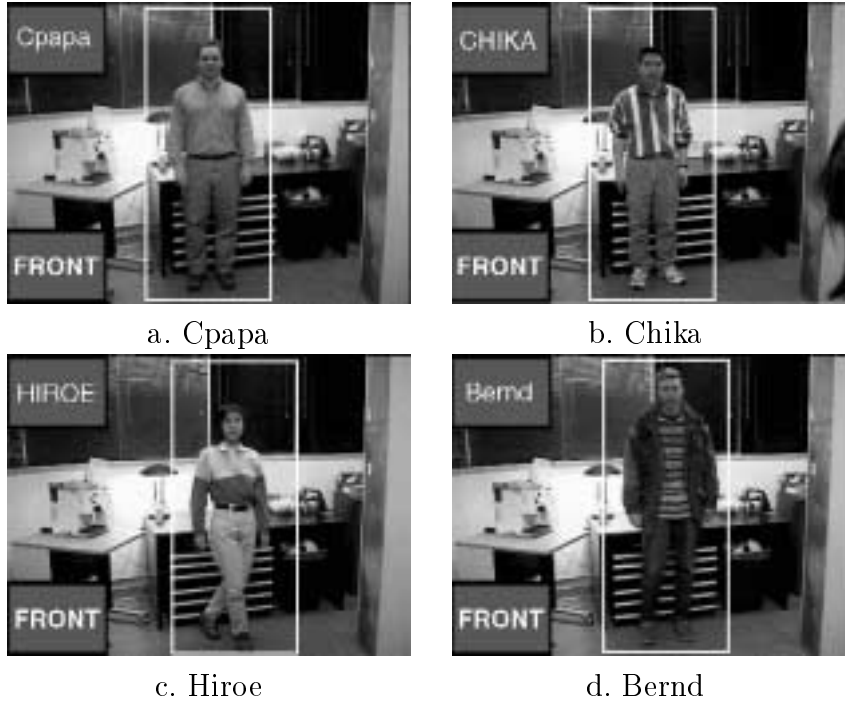 Cpapa
CHIKA
FRONT
FRONT
a. Cpapa
b. Chika
HIROE
Bernd
FRONT
FRONT
c. Hiroe
d. Bernd